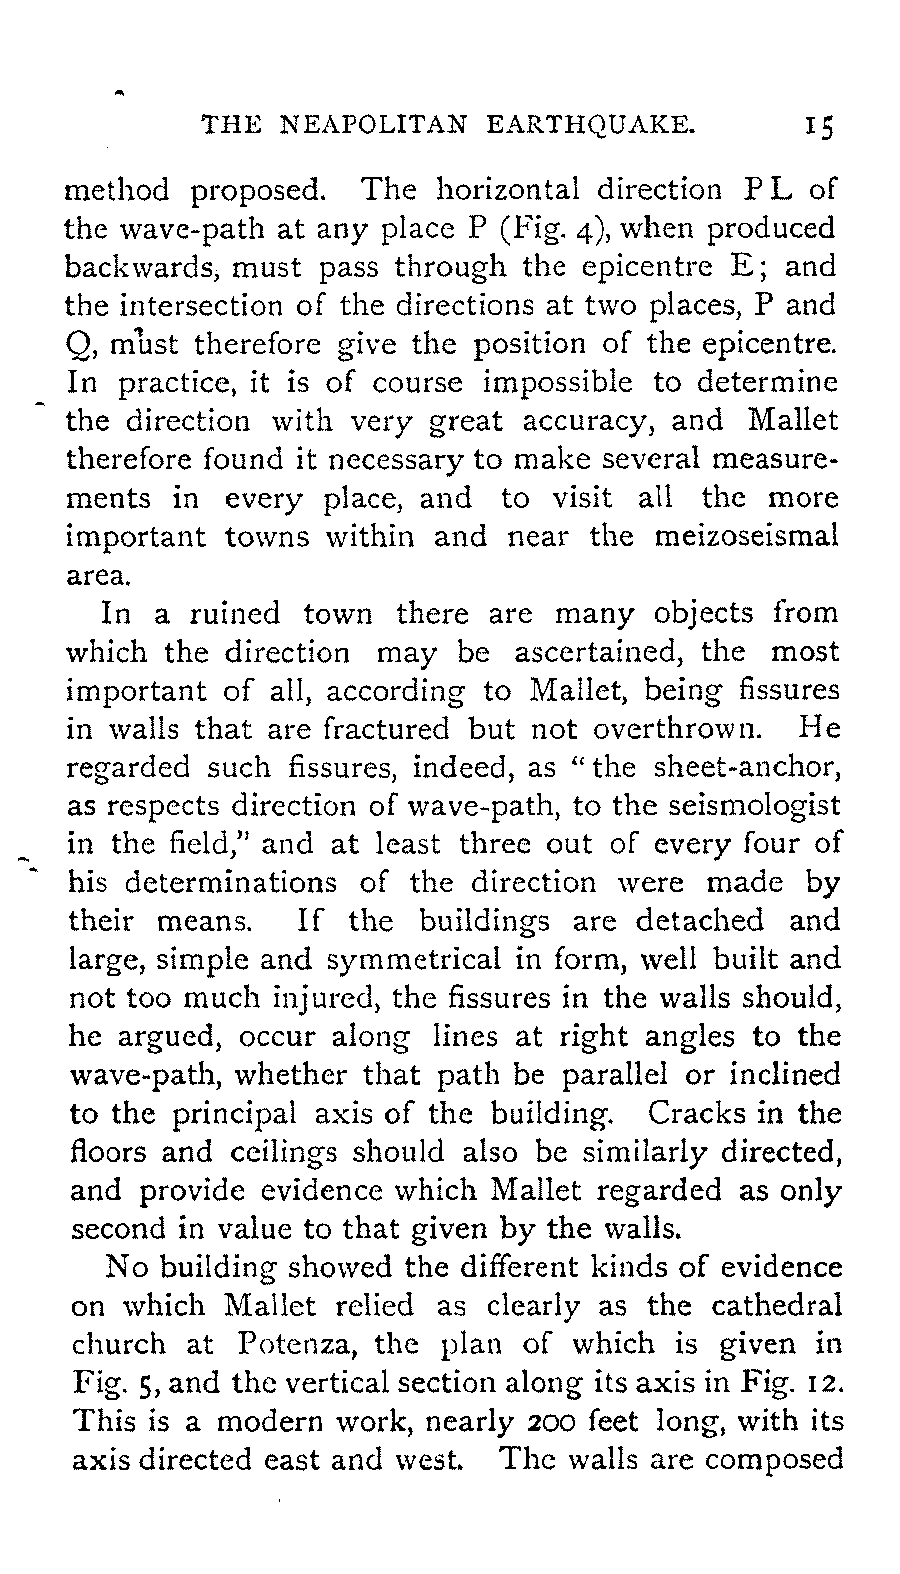 THE NEAPOLITAN EARTHQUAKE. 15
method proposed. The horizontal direction PL of
the wave-path at any place P (Fig. 4), when produced
backwards, must pass through the epicentre E; and
the intersection of the directions at two places, P and
Q, must therefore give the position of the epicentre.
In practice, it is of course impossible to determine
the direction with very great accuracy, and Mallet
therefore found it necessary to make several measure-
ments in every place, and to visit all the more
important towns within and near the meizoseismal
area.
In a ruined town there are many objects from
which the direction may be ascertained, the most
important of all, according to Mallet, being fissures
in walls that are fractured but not overthrown. He
regarded such fissures, indeed, as “the sheet-anchor,
as respects direction of wave-path, to the seismologist
in the field,” and at least three out of every four of
his determinations of the direction were made by
their means. If the buildings are detached and
large, simple and symmetrical in form, well built and
not too much injured, the fissures in the walls should,
he argued, occur along lines at right angles to the
wave-path, whether that path be parallel or inclined
to the principal axis of the building. Cracks in the
floors and ceilings should also be similarly directed,
and provide evidence which Mallet regarded as only
second in value to that given by the walls.
No building showed the different kinds of evidence
on which Mallet relied as clearly as the cathedral
church at Potenza, the plan of which is given in
Fig. 5, and the vertical section along its axis in Fig. 12.
This is a modern work, nearly 200 feet long, with its
axis directed east and west. The walls are composed